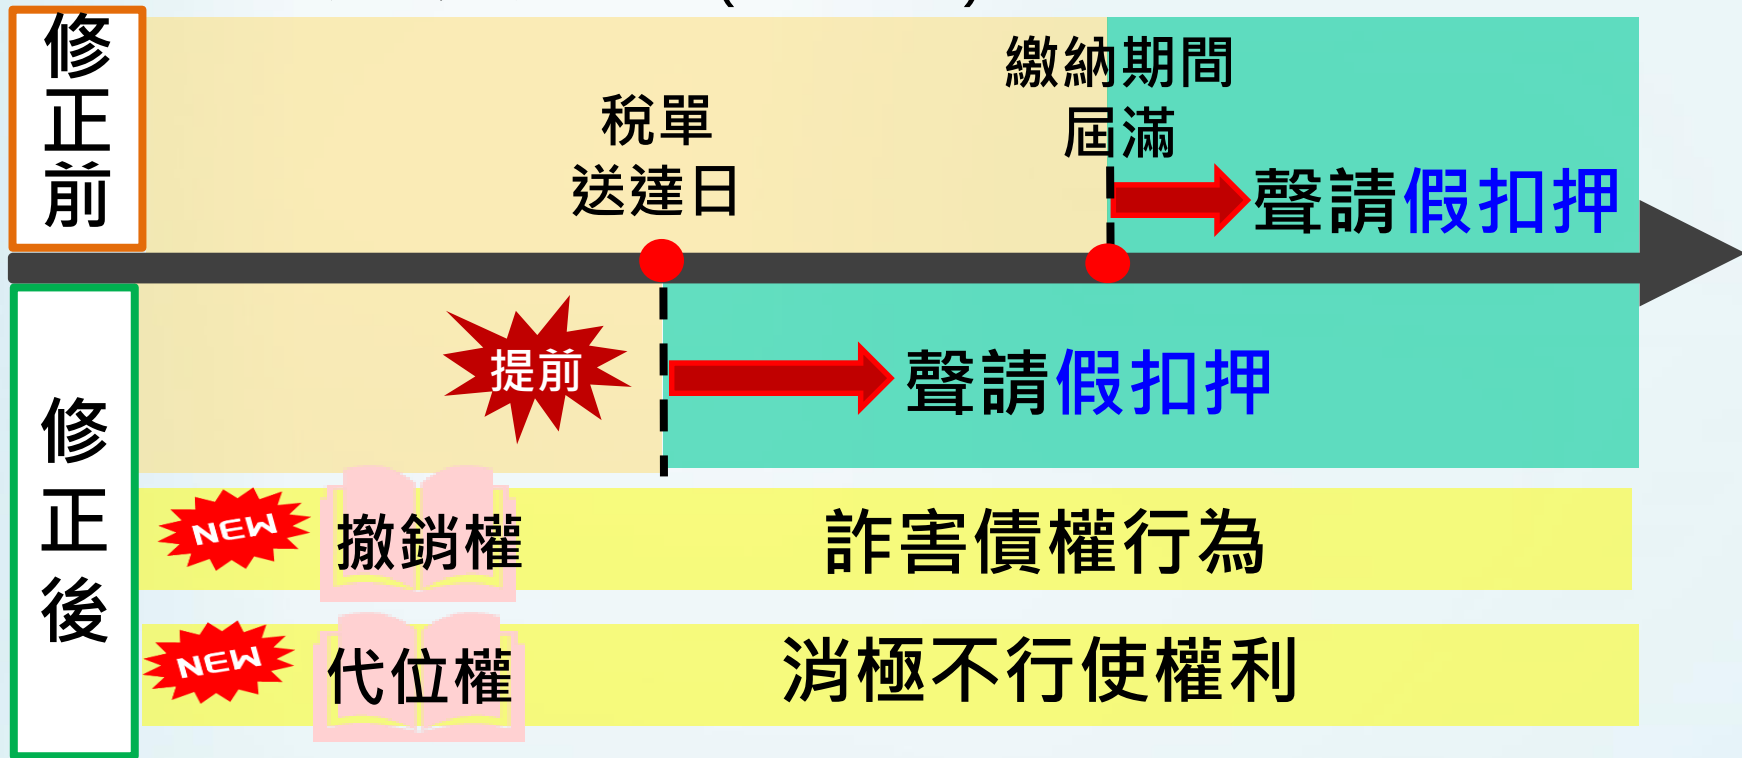 修正前
稅單
送達日
繳納期間
屆滿
聲請假扣押
修正後
提前
聲請假扣押
NEW
撤銷權
詐害債權行為
NEW
代位權
消極不行使權利